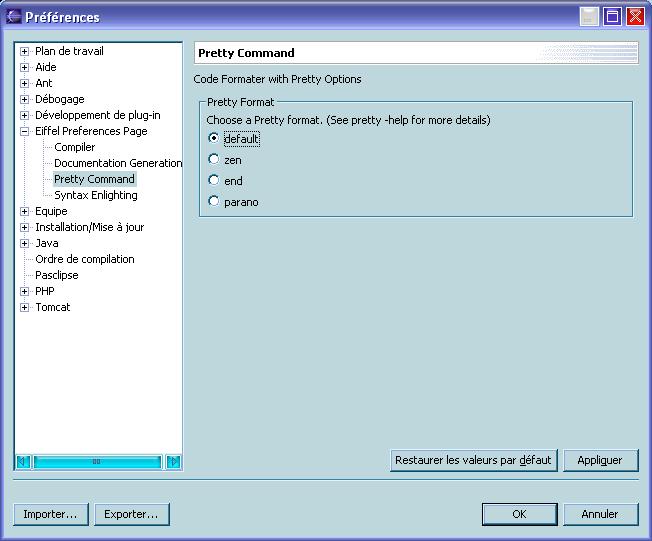 Préférences
Plan de travail
Aide
Ant
Débogage
Développement de plug-in
Eiffel Preferences Page
Compiler
Documentation Generation
Pretty Command
Syntax Enlighting
Equipe
Installation/Mise à jour
Java
Ordre de compilation
Pasclipse
PHP
Tomcat
Pretty Command
Code Formater with Pretty Options
Pretty Format
Choose a Pretty format. (See pretty -help for more details)
default
zen
end
parano
Restaurer les valeurs par défaut
Appliquer
Importer...
Exporter...
OK
Annuler